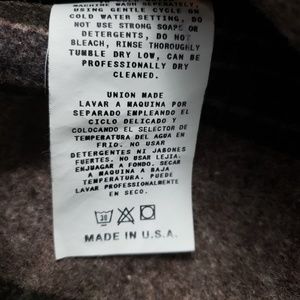 MACHINE WASH SEPERATELY,
USING GENTLE CYCLE ON
COLD WATER SETTING, DO
NOT USE STRONG SOAPS OR
DETERGENTS, DO NOT
BLEACH, RINSE THOROUGHLY
TUMBLE DRY LOW, CAN BE
PROFESSIONALLY DRY
CLEANED.
UNION MADE
LAVAR A MAQUINA POR
SEPARADO EMPLEANDO EL
CICLO DELICADO Y
COLOCANDO EL SELECTOR DE
TEMPERATURA DEL AGUA EN
FRIO. NO USAR
DETERGENTES NI JABONES
FUERTES. NO USAR LEJIA.
ENJUAGAR A FONDO. SECAR
A MAQUINA A BAJA
TEMPERATURA. PUEDE
LAVAR PROFESSIONALMENTE
EN SECO.
30
MADE IN U.S.A.